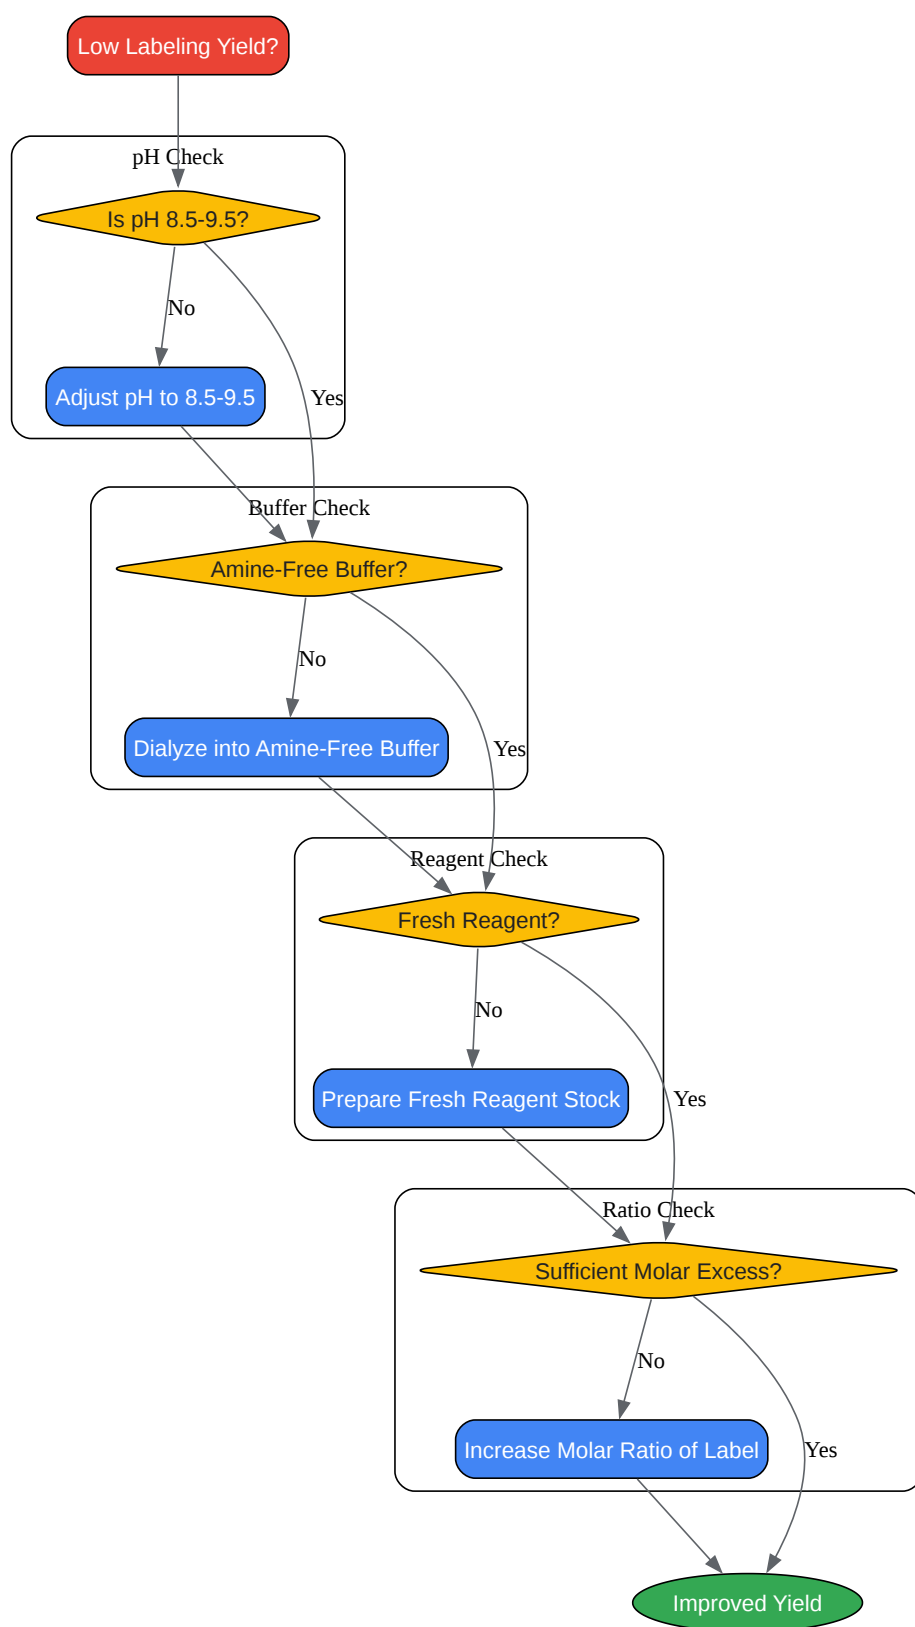 Low Labeling Yield?
pH Check
Is pH 8.5-9.5?
No
Adjust pH to 8.5-9.5
Yes
Buffer Check
Amine-Free Buffer?
No
Dialyze into Amine-Free Buffer
Yes
Reagent Check
Fresh Reagent?
No
Prepare Fresh Reagent Stock
Yes
Ratio Check
Sufficient Molar Excess?
No
Increase Molar Ratio of Label
Yes
Improved Yield